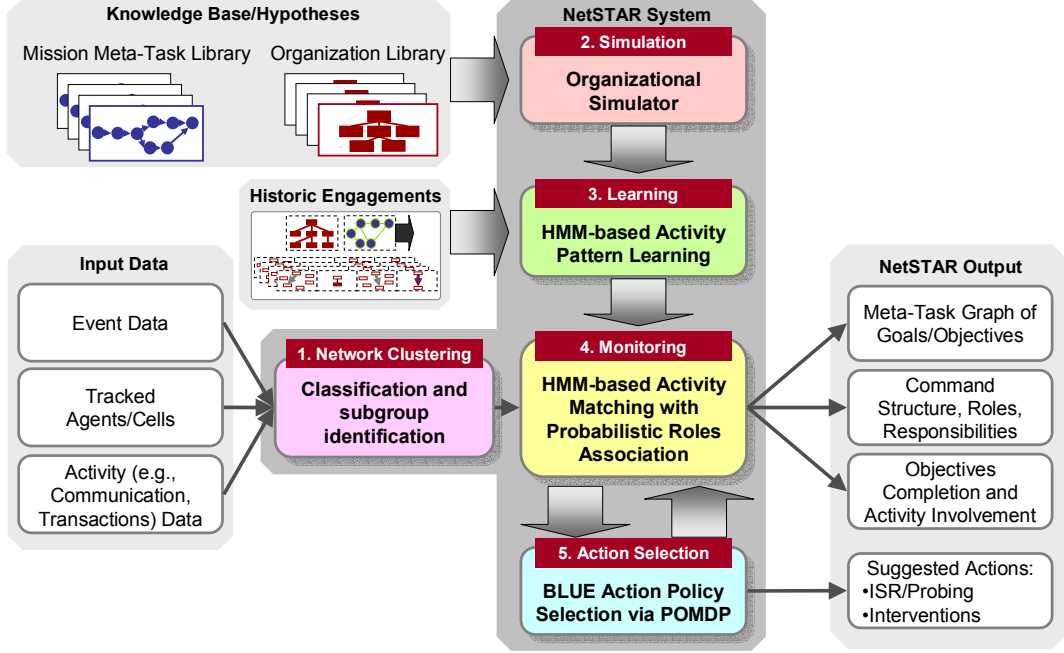 Knowledge Base/Hypotheses
Mission Meta-Task Library
Organization Library
NetSTAR System
2. Simulation
Organizational
Simulator
Historic Engagements
3. Learning
HMM-based Activity
Pattern Learning
Input Data
Event Data
Tracked
Agents/Cells
Activity (e.g.,
Communication,
Transactions) Data
1. Network Clustering
Classification and
subgroup
identification
4. Monitoring
HMM-based Activity
Matching with
Probabilistic Roles
Association
5. Action Selection
BLUE Action Policy
Selection via POMDP
NetSTAR Output
Meta-Task Graph of
Goals/Objectives
Command
Structure, Roles,
Responsibilities
Objectives
Completion and
Activity Involvement
Suggested Actions:
•ISR/Probing
•Interventions